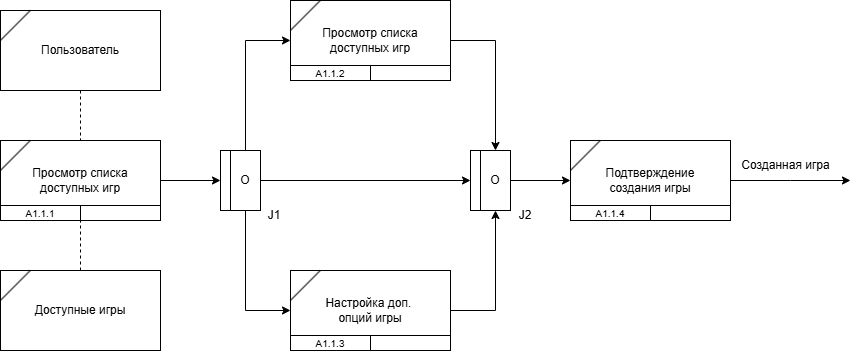 Пользователь
Просмотр списка
доступных игр
A1.1.1
Доступные игры
O
J1
Просмотр списка
доступных игр
A1.1.2
Настройка доп.
опций игры
A1.1.3
O
J2
Подтверждение
создания игры
A1.1.4
Созданная игра